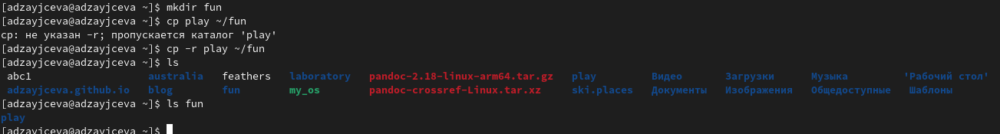 [adzayjceva@adzayjceva ~]$ mkdir fun
[adzayjceva@adzayjceva ~]$ cp play ~/fun
cp: не указан -r; пропускается каталог 'play'
[adzayjceva@adzayjceva ~]$ cp -r play ~/fun
[adzayjceva@adzayjceva ~]$ ls
abc1 australia feathers laboratory pandoc-2.18-linux-arm64.tar.gz play Видео Загрузки Музыка 'Рабочий стол'
adzayjceva.github.io blog fun my_os pandoc-crossref-Linux.tar.xz ski.places Документы Изображения Общедоступные Шаблоны
[adzayjceva@adzayjceva ~]$ ls fun
play
[adzayjceva@adzayjceva ~]$